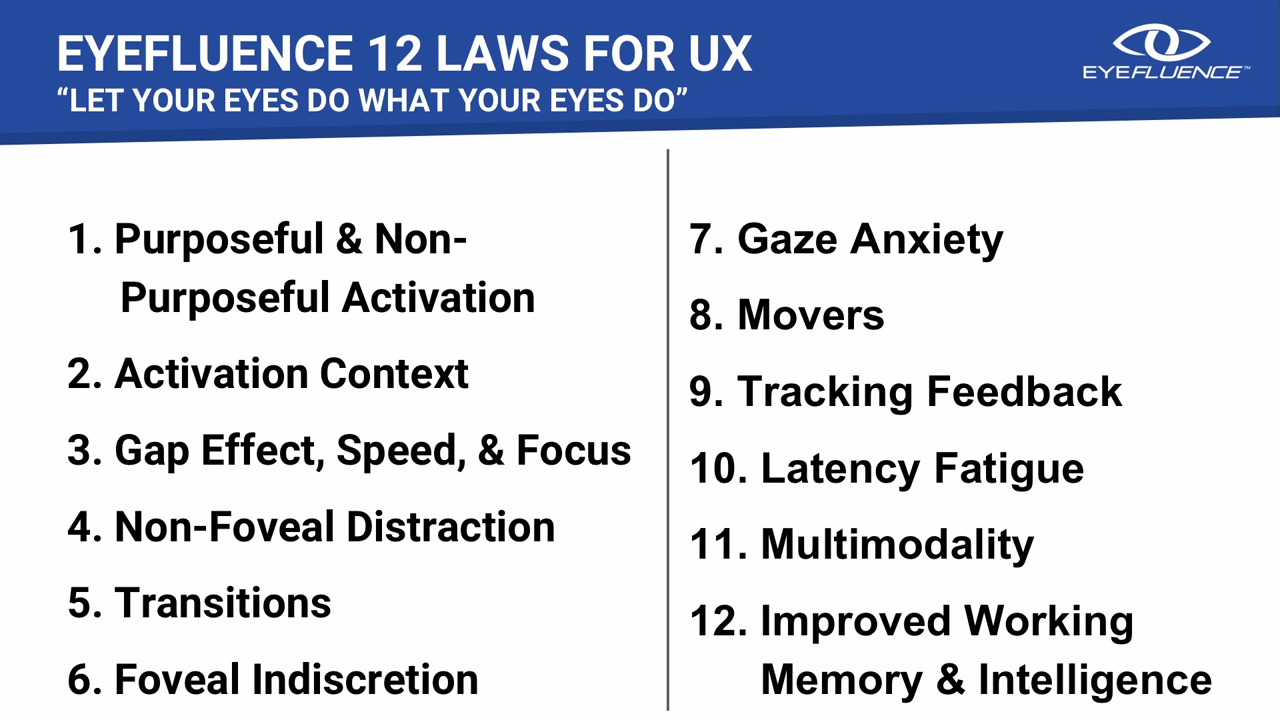 EYEFLUENCE 12 LAWS FOR UX
“LET YOUR EYES DO WHAT YOUR EYES DO”
EYEFLUENCE™
1. Purposeful & Non-
Purposeful Activation
2. Activation Context
3. Gap Effect, Speed, & Focus
4. Non-Foveal Distraction
5. Transitions
6. Foveal Indiscretion
7. Gaze Anxiety
8. Movers
9. Tracking Feedback
10. Latency Fatigue
11. Multimodality
12. Improved Working
Memory & Intelligence